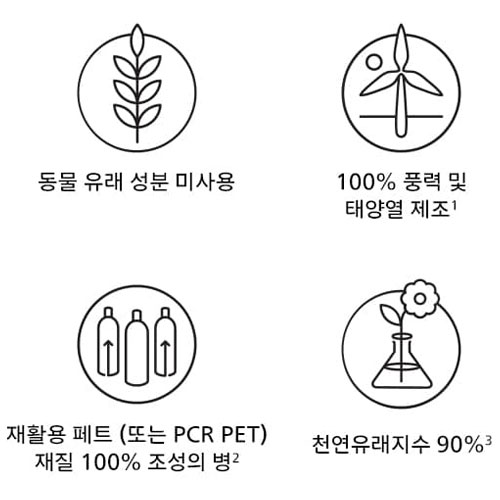 동물 유래 성분 미사용
100% 풍력 및
태양열 제조¹
재활용 페트 (또는 PCR PET)
재질 100% 조성의 병²
천연유래지수 90%³